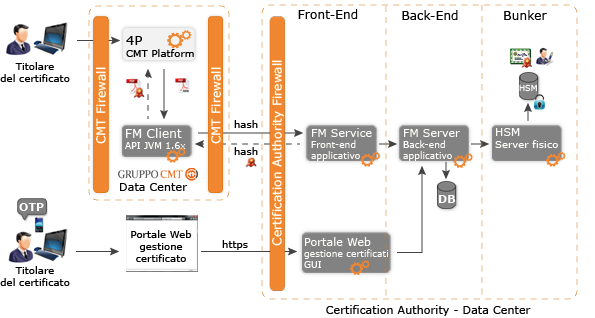 Front-End
Back-End
Bunker
4P
CMT Platform
Titolare
del certificato
CMT Firewall
CMT Firewall
Certification Authority Firewall
HSM
FM Client
API JVM 1.6x
hash
hash
FM Service
Front-end
applicativo
FM Server
Back-end
applicativo
HSM
Server fisico
GRUPPO CMT
Data Center
DB
OTP
Portale Web
gestione
certificato
https
Portale Web
gestione certificati
GUI
Titolare
del certificato
Certification Authority - Data Center